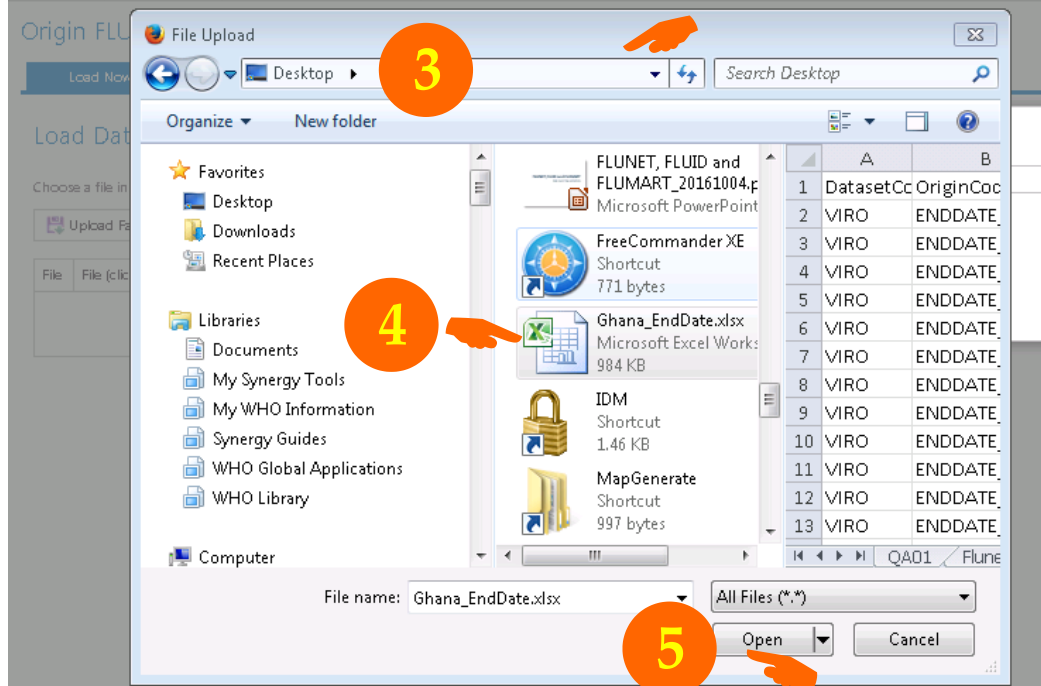 Origin FLU
File Upload
3
Load Now
Desktop
Search Desktop
Organize
New folder
Load Dat
Choose a file in
Upload Fa
File
File (clic
Favorites
Desktop
Downloads
Recent Places
4
Libraries
Documents
My Synergy Tools
My WHO Information
Synergy Guides
WHO Global Applications
WHO Library
Computer
FLUNET, FLUID and
FLUMART_20161004.p
Microsoft PowerPoint
FreeCommander XE
Shortcut
771 bytes
Ghana_EndDate.xlsx
Microsoft Excel Works
984 KB
IDM
Shortcut
1.46 KB
MapGenerate
Shortcut
997 bytes
A B
1 DatasetCc OriginCoc
2 VIRO ENDDATE_
3 VIRO ENDDATE_
4 VIRO ENDDATE_
5 VIRO ENDDATE_
6 VIRO ENDDATE_
7 VIRO ENDDATE_
8 VIRO ENDDATE_
9 VIRO ENDDATE_
10 VIRO ENDDATE_
11 VIRO ENDDATE_
12 VIRO ENDDATE_
13 VIRO ENDDATE_
QA01 Flune
File name: Ghana_EndDate.xlsx
All Files (*.*)
5
Open
Cancel